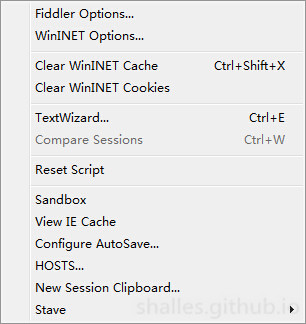 Fiddler Options...
WinINET Options...
Clear WinINET Cache Ctrl+Shift+X
Clear WinINET Cookies
TextWizard... Ctrl+E
Compare Sessions Ctrl+W
Reset Script
Sandbox
View IE Cache
Configure AutoSave...
HOSTS...
New Session Clipboard...
Stave
shalles.github.io